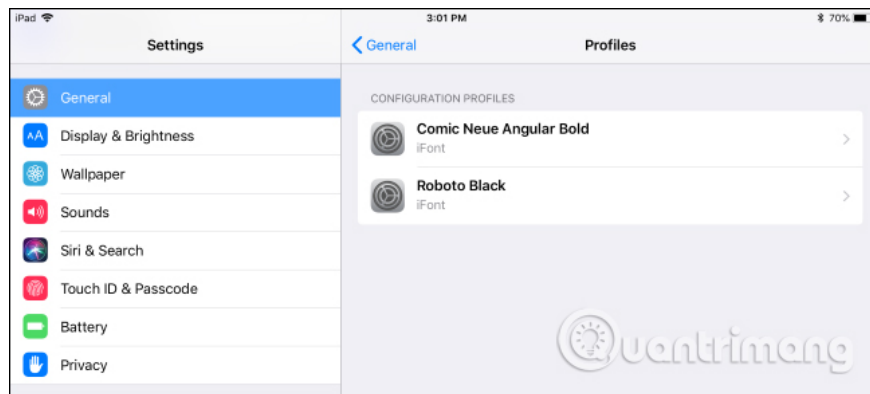 iPad 3:01 PM 70%
Settings
General
Profiles
General
Display & Brightness
Wallpaper
Sounds
Siri & Search
Touch ID & Passcode
Battery
Privacy
CONFIGURATION PROFILES
Comic Neue Angular Bold
iFont
Roboto Black
iFont
Quantrimang